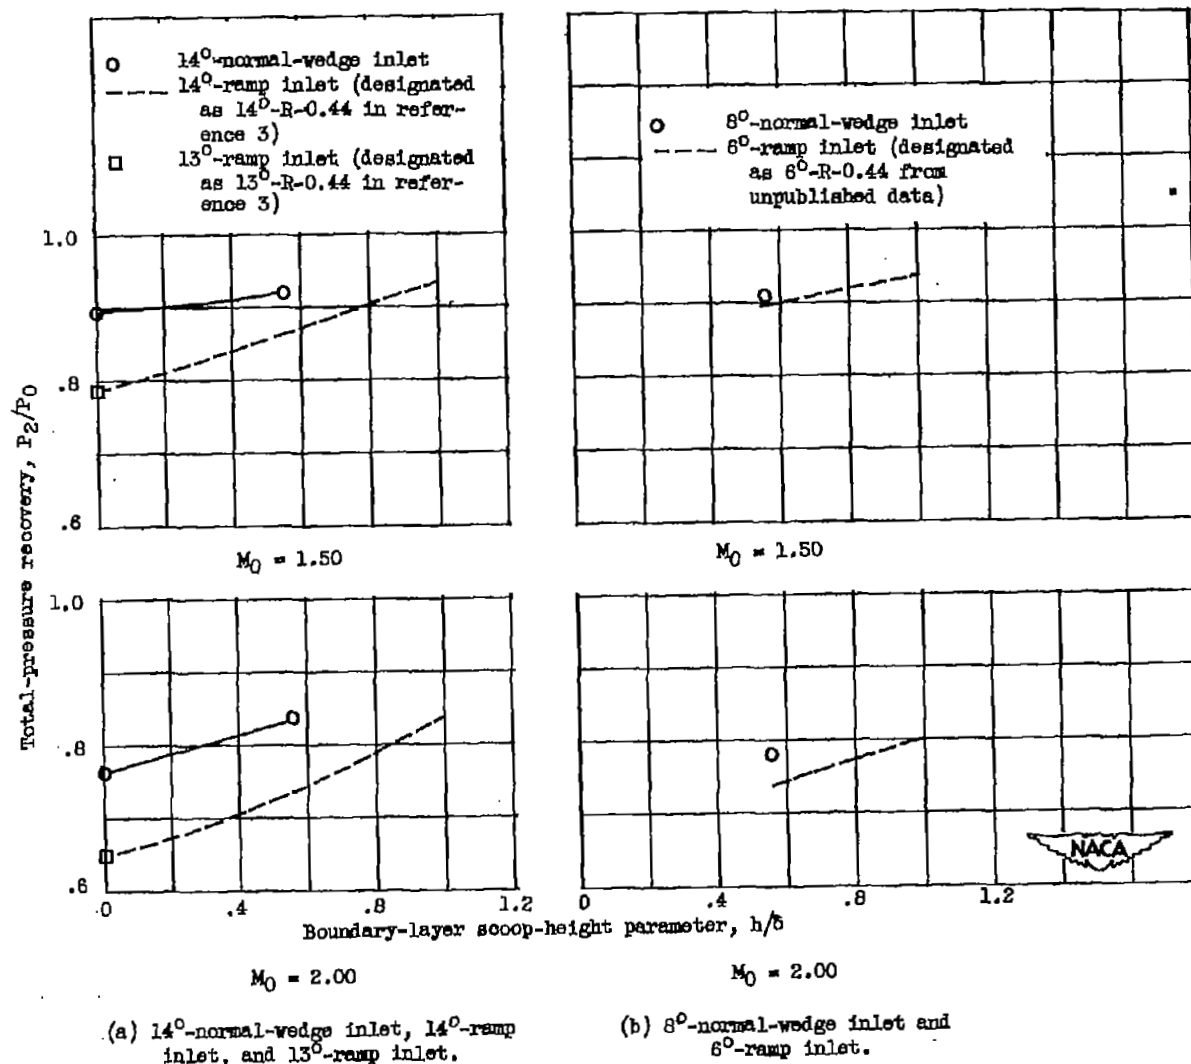 14°-normal-wedge inlet
14°-ramp inlet (designated
as 14°-R-0.44 in refer-
ence 3)
13°-ramp inlet (designated
as 13°-R-0.44 in refer-
ence 3)
8°-normal-wedge inlet
6°-ramp inlet (designated
as 6°-R-0.44 from
unpublished data)
Total-pressure recovery, P2/P0
1.0
.8
.6
M0 = 1.50
M0 = 1.50
1.0
.8
.6
0
.4
.8
1.2
0
.4
.8
1.2
NACA
Boundary-layer scoop-height parameter, h/δ
M0 = 2.00
M0 = 2.00
(a) 14°-normal-wedge inlet, 14°-ramp
inlet, and 13°-ramp inlet.
(b) 8°-normal-wedge inlet and
6°-ramp inlet.